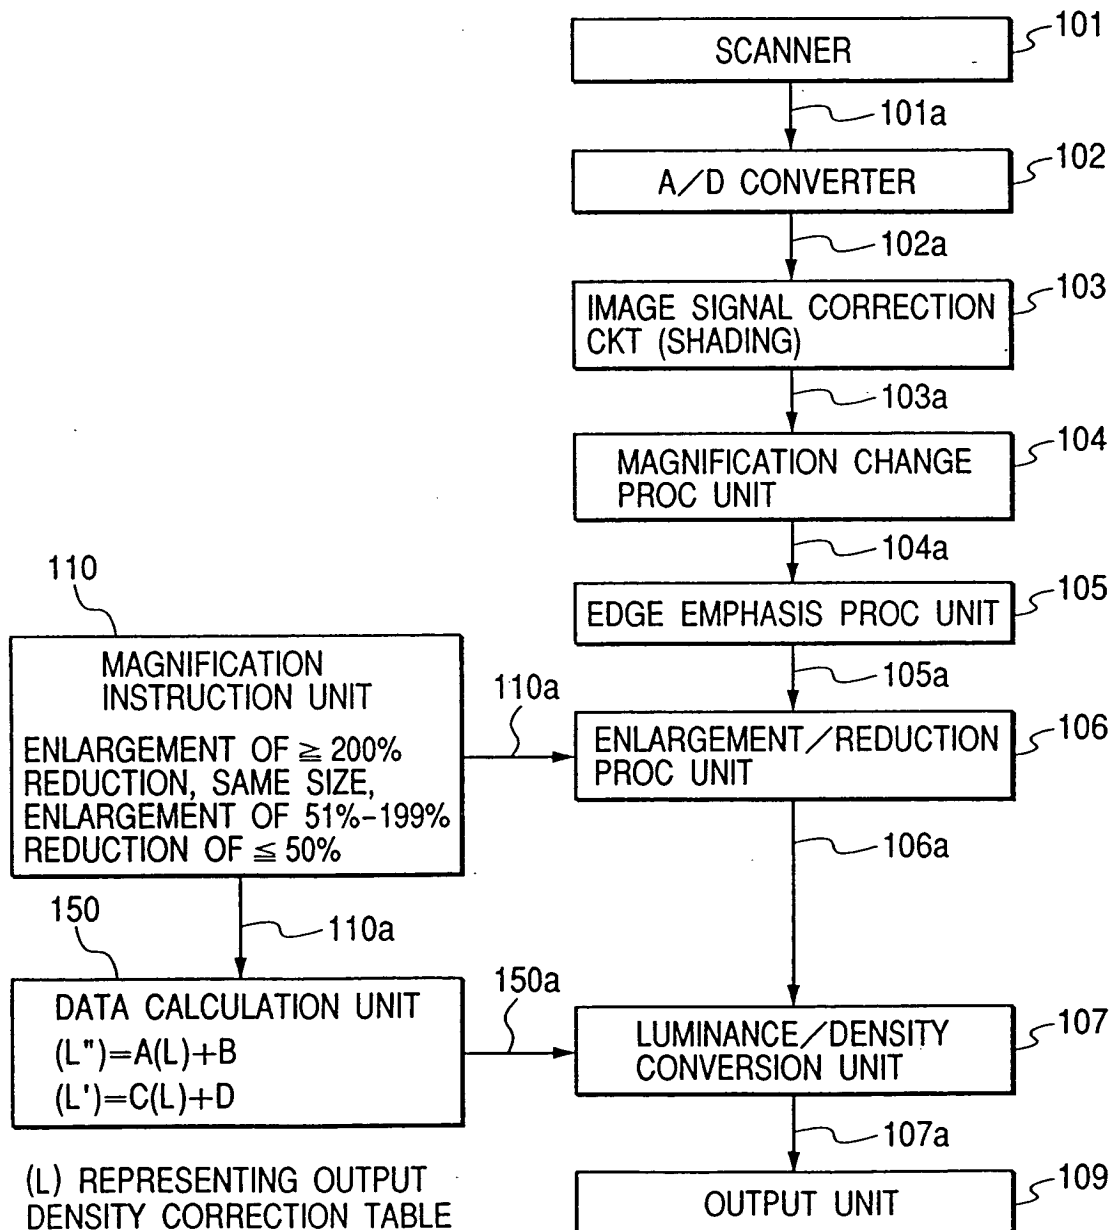 SCANNER
101
101a
A/D CONVERTER
102
102a
IMAGE SIGNAL CORRECTION
CKT (SHADING)
103
103a
MAGNIFICATION CHANGE
PROC UNIT
104
104a
EDGE EMPHASIS PROC UNIT
105
105a
110
MAGNIFICATION
INSTRUCTION UNIT
ENLARGEMENT OF ≧ 200%
REDUCTION, SAME SIZE,
ENLARGEMENT OF 51%-199%
REDUCTION OF ≦ 50%
110a
ENLARGEMENT/REDUCTION
PROC UNIT
106
106a
110a
150
DATA CALCULATION UNIT
(L")=A(L)+B
(L')=C(L)+D
150a
LUMINANCE/DENSITY
CONVERSION UNIT
107
107a
(L) REPRESENTING OUTPUT
DENSITY CORRECTION TABLE
OUTPUT UNIT
109